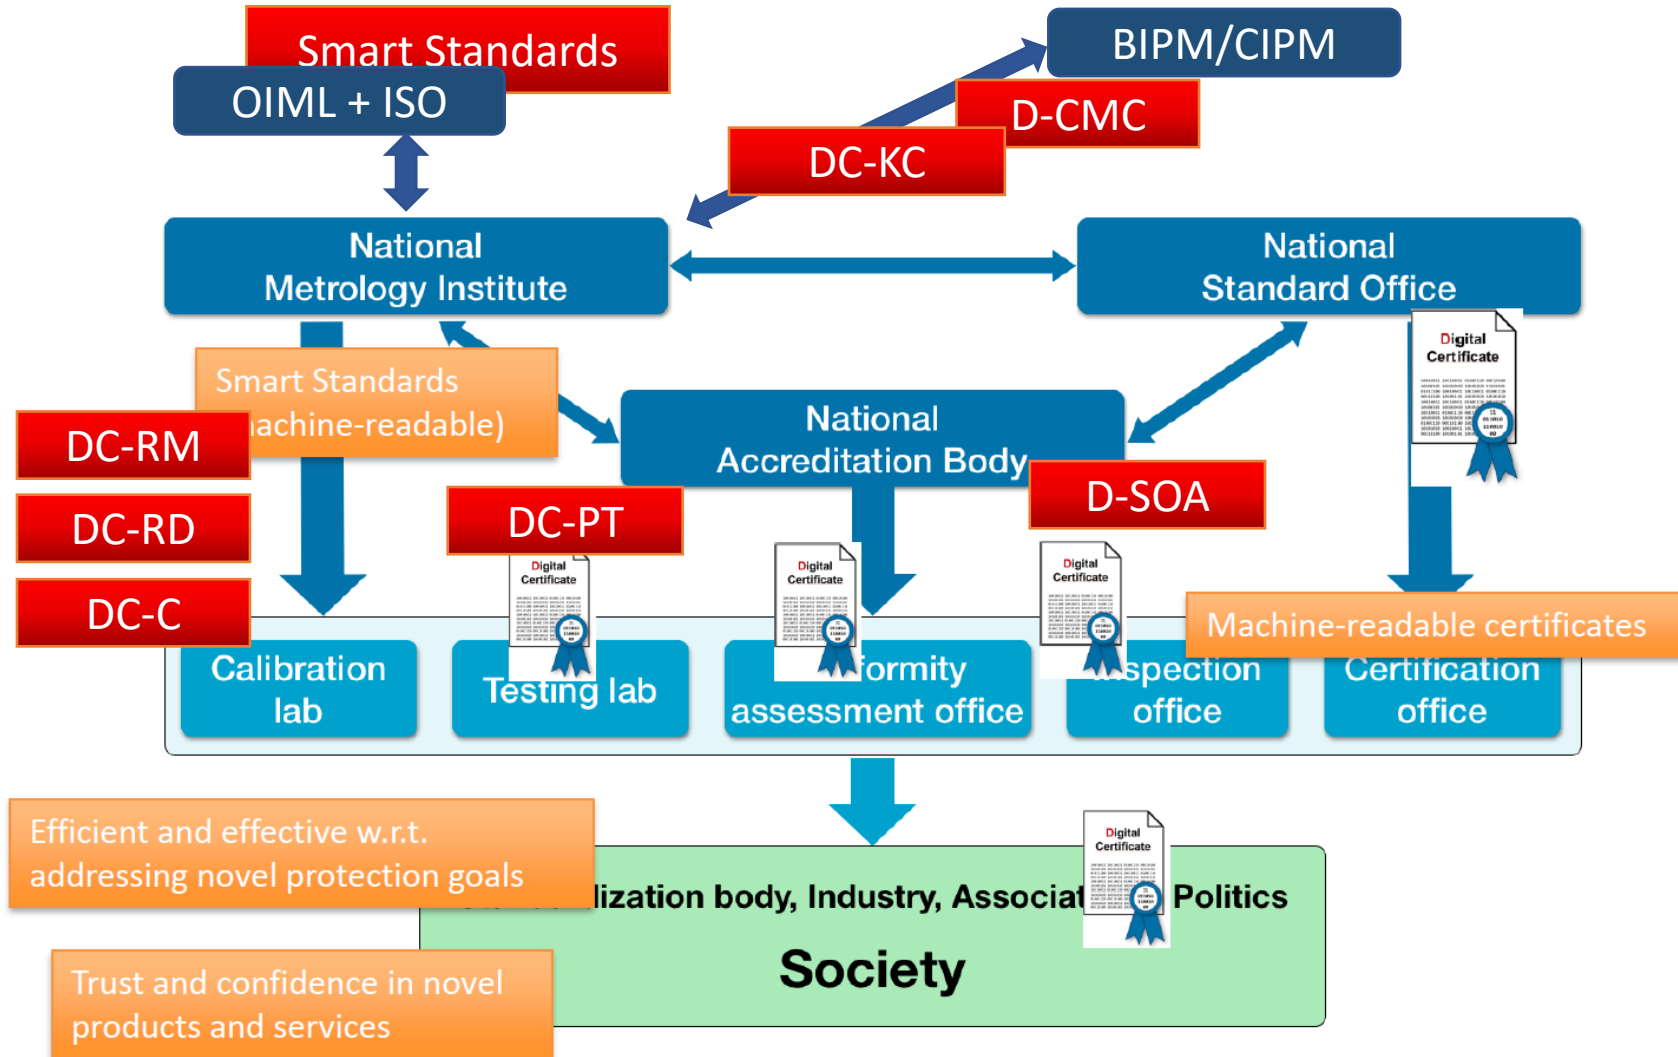 Smart Standards
OIML + ISO
BIPM/CIPM
D-CMC
DC-KC
National
Metrology Institute
National
Standard Office
Smart Standards
achine-readable)
National
Accreditation Body
Digital
Certificate
DC-RM
DC-RD
DC-C
DC-PT
D-SOA
Digital
Certificate
Digital
Certificate
Digital
Certificate
Machine-readable certificates
Calibration
lab
Testing lab
formity
assessment office
Inspection
office
Certification
office
Efficient and effective w.r.t.
addressing novel protection goals
Digital
Certificate
dization body, Industry, Associat Politics
Society
Trust and confidence in novel
products and services